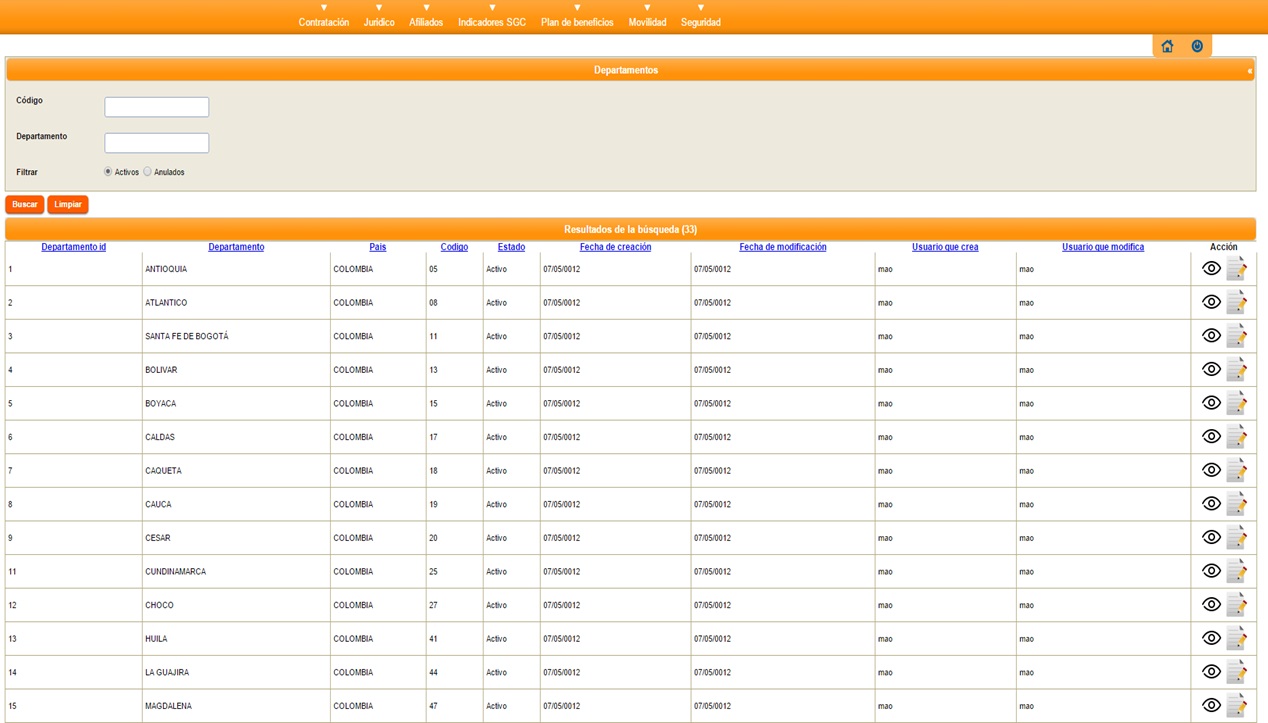 Contratación Jurídico Afiliados Indicadores SGC Plan de beneficios Movilidad Seguridad
Departamentos «
Código
Departamento
Filtrar Activos Anulados
Buscar Limpiar
Resultados de la búsqueda (33)
Departamento id Departamento Pais Codigo Estado Fecha de creación Fecha de modificación Usuario que crea Usuario que modifica Acción
1 ANTIOQUIA COLOMBIA 05 Activo 07/05/0012 07/05/0012 mao mao
2 ATLANTICO COLOMBIA 08 Activo 07/05/0012 07/05/0012 mao mao
3 SANTA FE DE BOGOTÁ COLOMBIA 11 Activo 07/05/0012 07/05/0012 mao mao
4 BOLIVAR COLOMBIA 13 Activo 07/05/0012 07/05/0012 mao mao
5 BOYACA COLOMBIA 15 Activo 07/05/0012 07/05/0012 mao mao
6 CALDAS COLOMBIA 17 Activo 07/05/0012 07/05/0012 mao mao
7 CAQUETA COLOMBIA 18 Activo 07/05/0012 07/05/0012 mao mao
8 CAUCA COLOMBIA 19 Activo 07/05/0012 07/05/0012 mao mao
9 CESAR COLOMBIA 20 Activo 07/05/0012 07/05/0012 mao mao
11 CUNDINAMARCA COLOMBIA 25 Activo 07/05/0012 07/05/0012 mao mao
12 CHOCO COLOMBIA 27 Activo 07/05/0012 07/05/0012 mao mao
13 HUILA COLOMBIA 41 Activo 07/05/0012 07/05/0012 mao mao
14 LA GUAJIRA COLOMBIA 44 Activo 07/05/0012 07/05/0012 mao mao
15 MAGDALENA COLOMBIA 47 Activo 07/05/0012 07/05/0012 mao mao